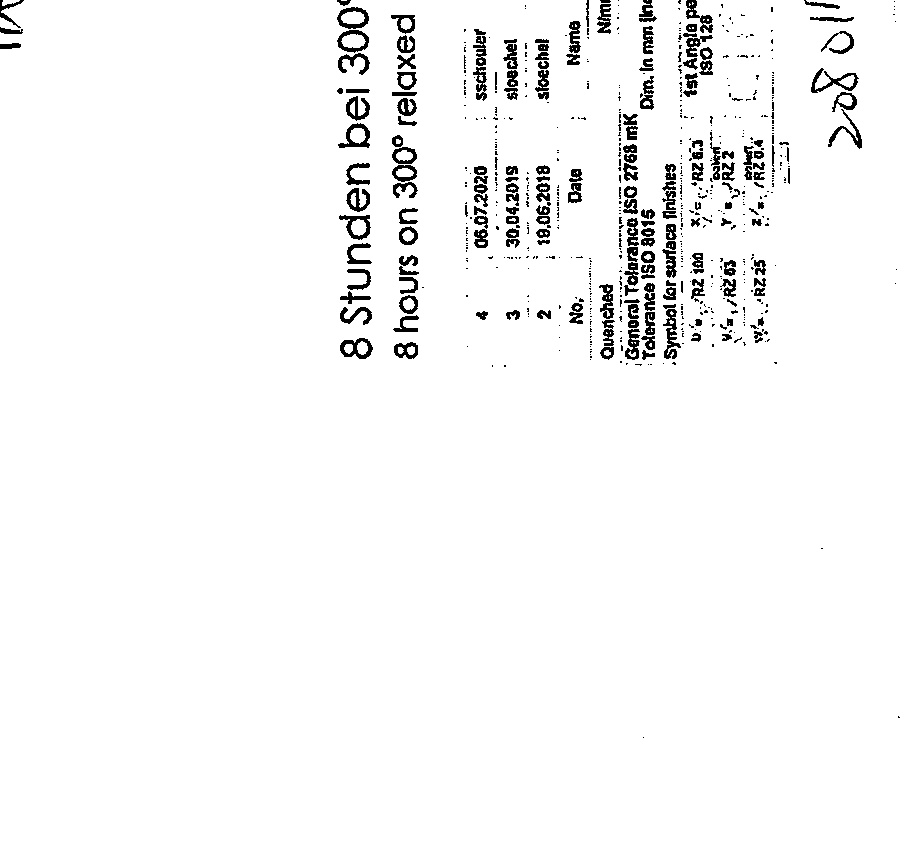 8 Stunden bei 300°
8 hours on 300° relaxed
4 06.07.2020 sschouler
3 30.04.2019 sloechel
2 19.06.2018 sloechel
No. Date Name
Quenched N/m
General Tolerance ISO 2768 mK
Tolerance ISO 8015 Dim. in mm
Symbol for surface finishes
U = RZ 100 X = RZ 6.3 1st Angle
V = RZ 63 Y = RZ 2 ISO 128
W = RZ 25 Z = RZ 0.4
208 01